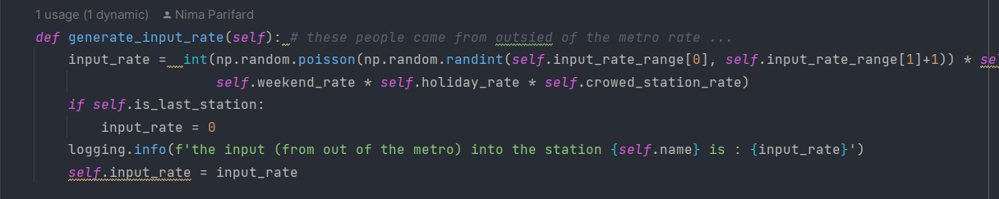 1 usage (1 dynamic) Nima Parifard
def generate_input_rate(self): # these people came from outsied of the metro rate ...
input_rate = int(np.random.poisson(np.random.randint(self.input_rate_range[0], self.input_rate_range[1]+1)) * se
self.weekend_rate * self.holiday_rate * self.crowed_station_rate)
if self.is_last_station:
input_rate = 0
logging.info(f'the input (from out of the metro) into the station {self.name} is : {input_rate}')
self.input_rate = input_rate